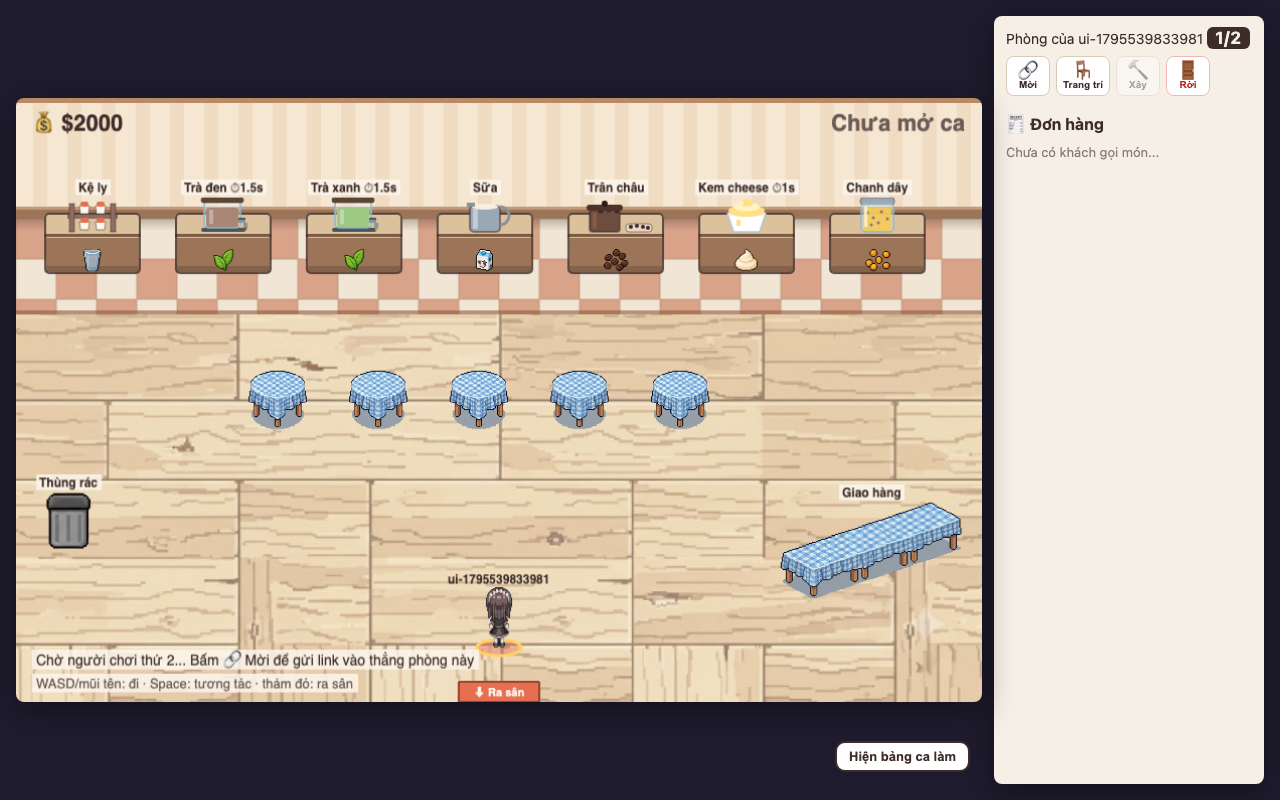 Phòng của ui-1795539833981 1/2
Mời Trang trí Xây Rời
Đơn hàng
Chưa có khách gọi món...
$2000
Chưa mở ca
Kệ ly
Trà đen ⏱1.5s
Trà xanh ⏱1.5s
Sữa
Trân châu
Kem cheese ⏱1s
Chanh dây
Thùng rác
Giao hàng
ui-1795539833981
Chờ người chơi thứ 2... Bấm 🔗 Mời để gửi link vào thẳng phòng này
WASD/mũi tên: đi · Space: tương tác · thảm đỏ: ra sân
⬇ Ra sân
Hiện bảng ca làm